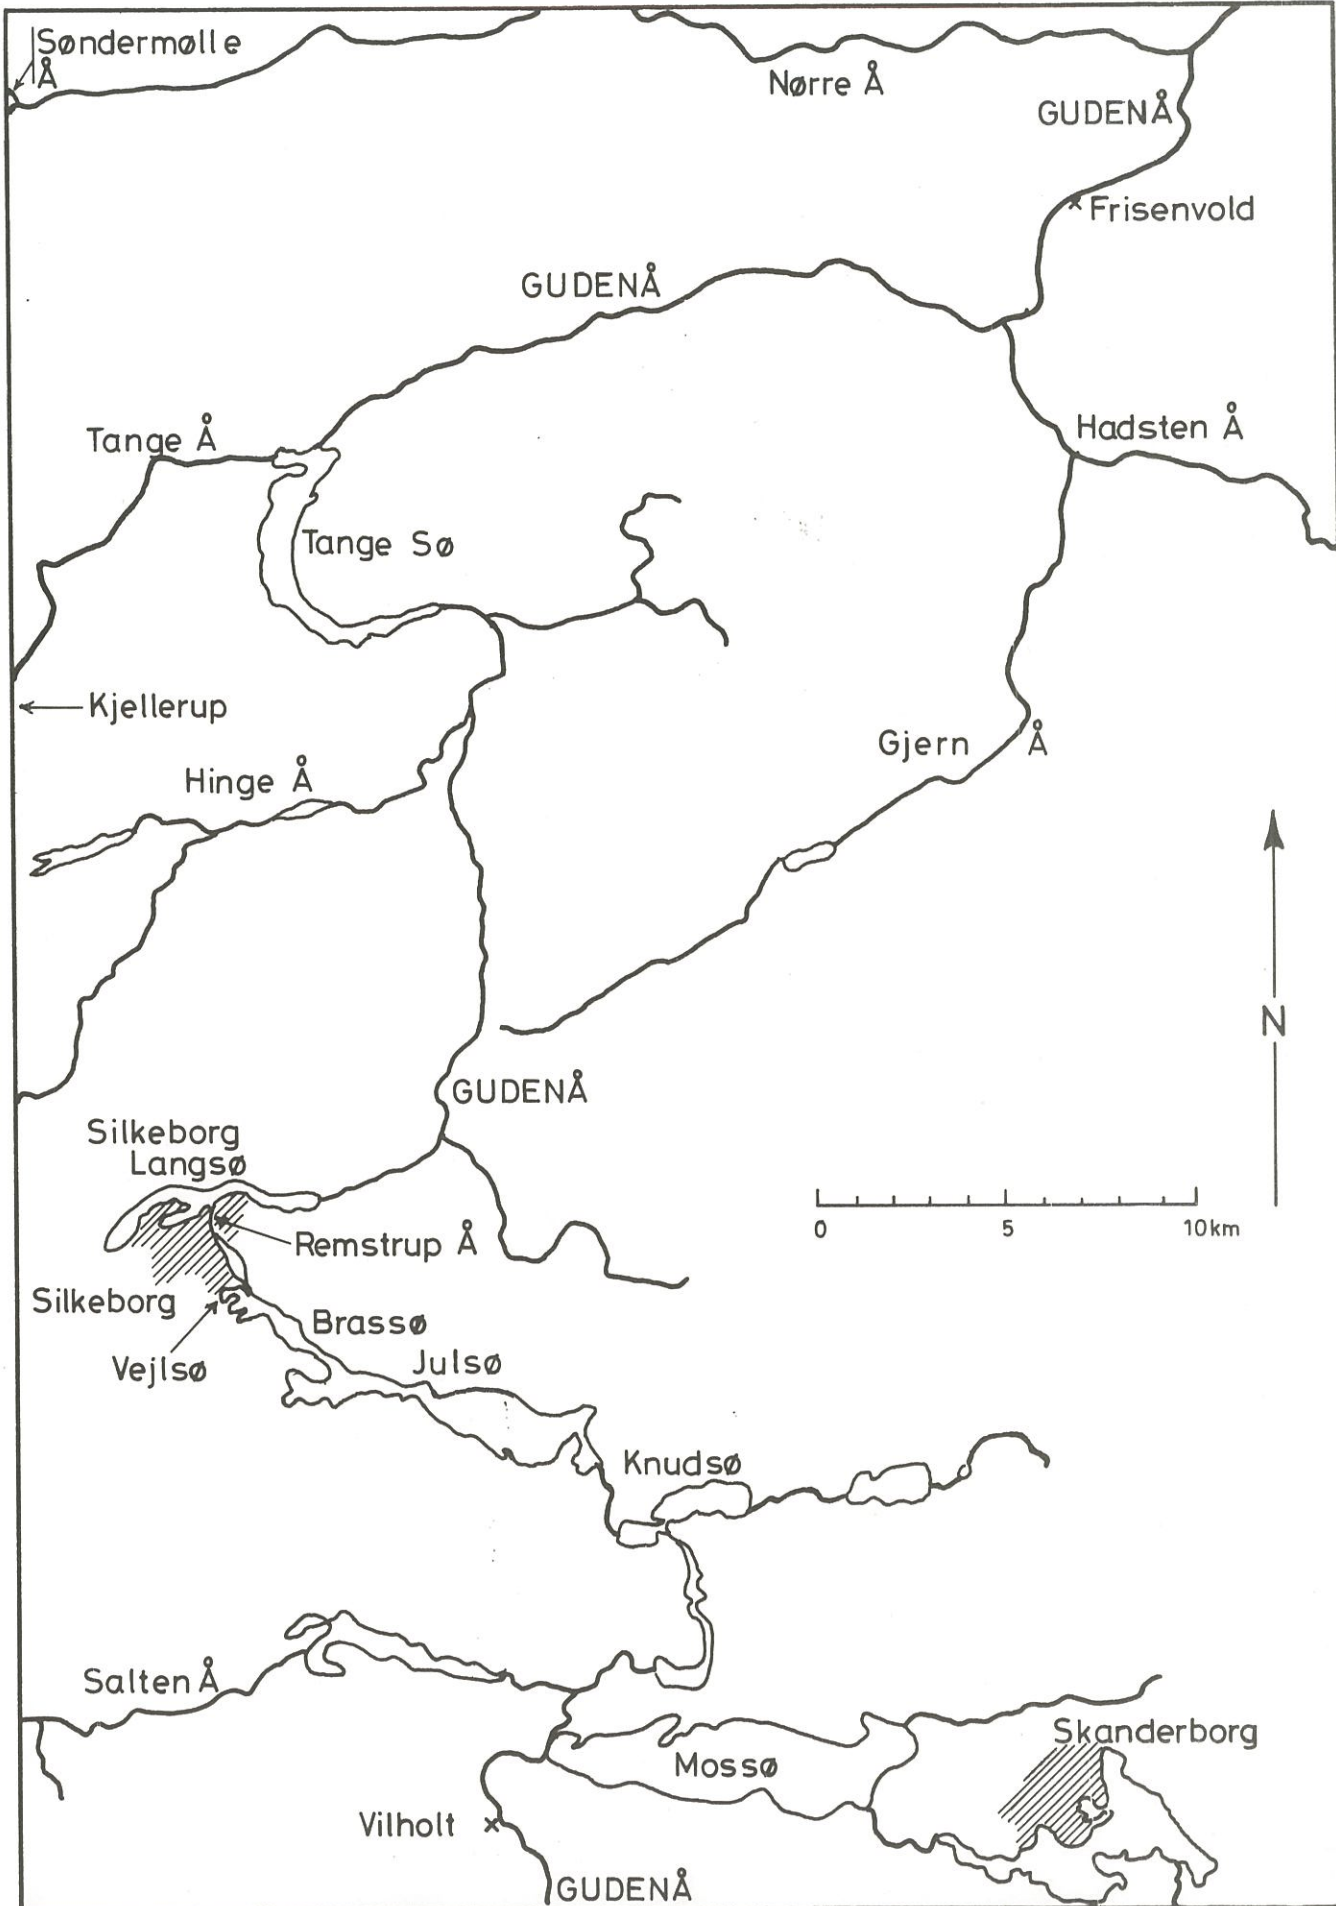 Søndermølle
Å
Nørre Å
GUDENÅ
Frisenvold
GUDENÅ
Tange Å
Hadsten Å
Tange Sø
Kjellerup
Gjern Å
Hinge Å
N
GUDENÅ
Silkeborg
Langsø
0 5 10km
Remstrup Å
Silkeborg
Brassø
Vejlsø
Julsø
Knudsø
Salten Å
Skanderborg
Mossø
Vilholt
GUDENÅ